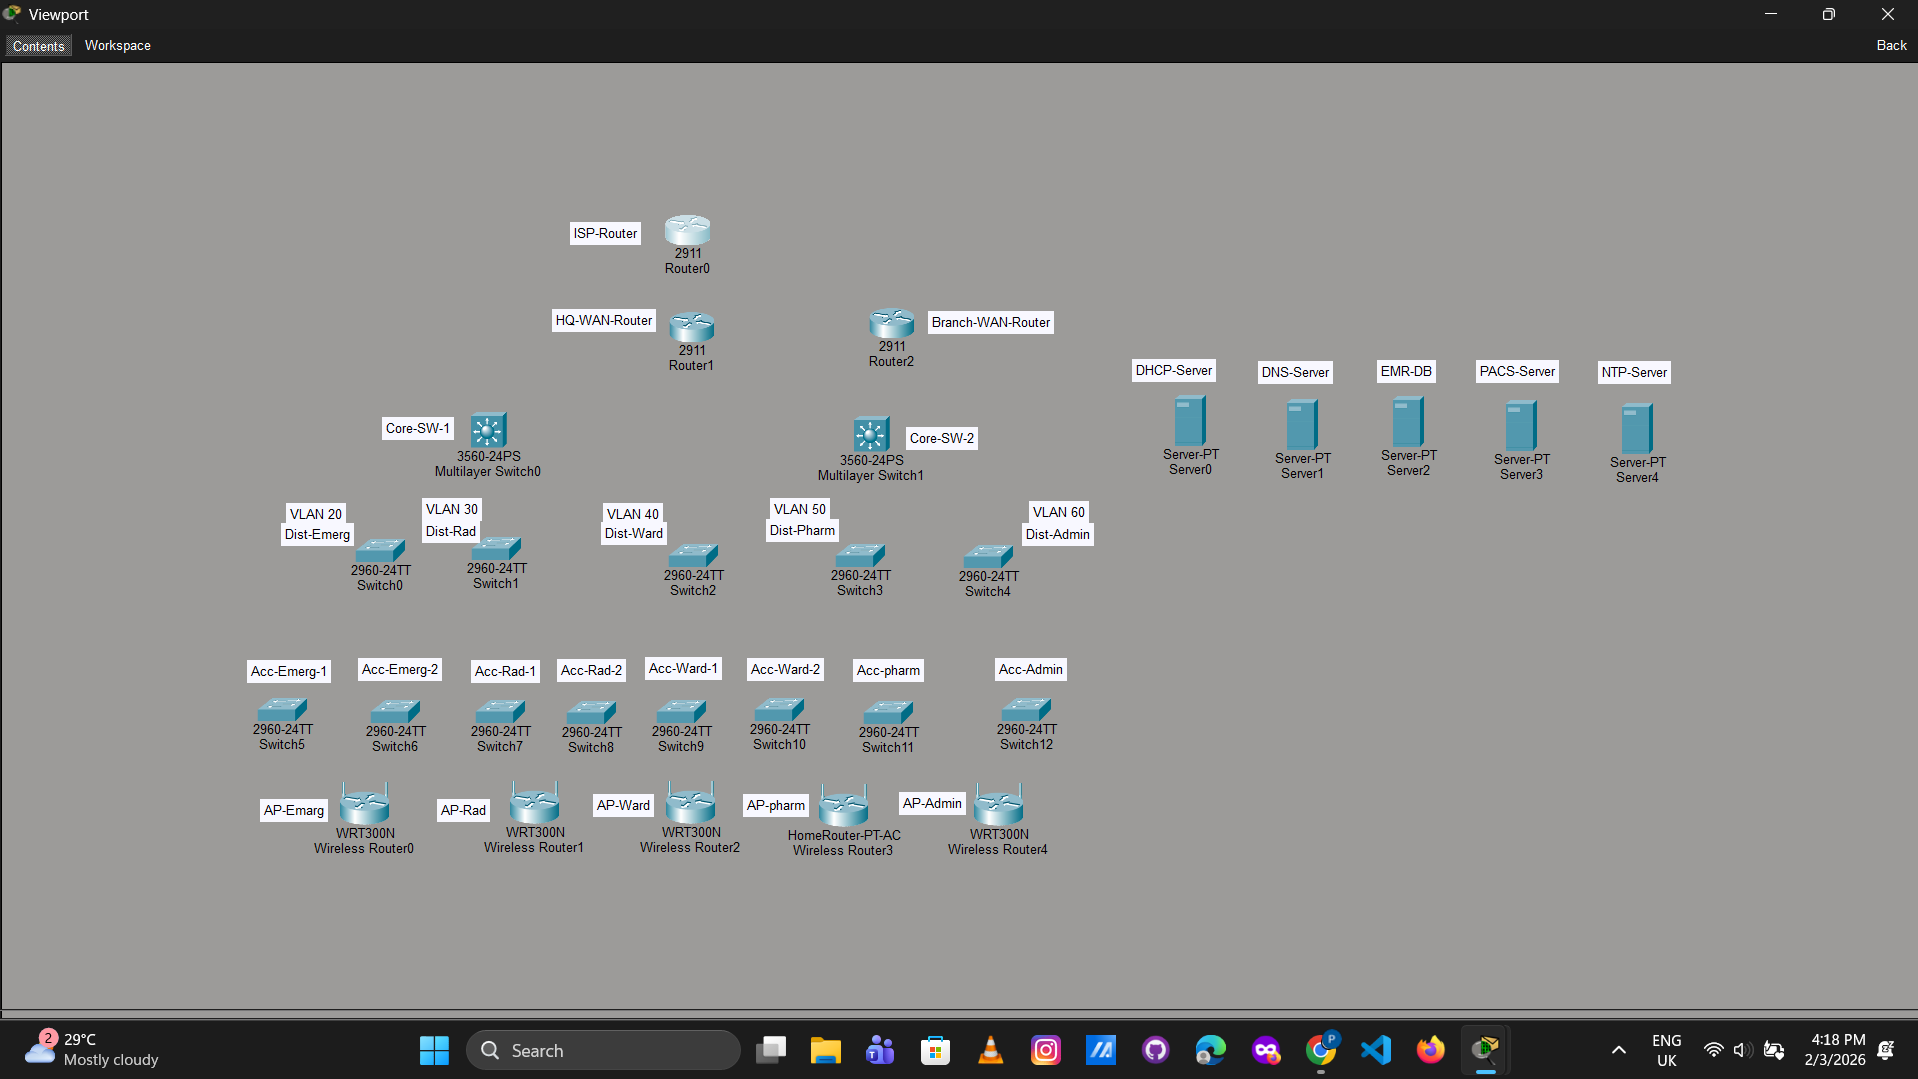 Viewport
Contents
Workspace
Back
ISP-Router
2911
Router0
HQ-WAN-Router
2911
Router1
Branch-WAN-Router
2911
Router2
DHCP-Server
DNS-Server
EMR-DB
PACS-Server
NTP-Server
Server-PT
Server0
Server-PT
Server1
Server-PT
Server2
Server-PT
Server3
Server-PT
Server4
Core-SW-1
3560-24PS
Multilayer Switch0
Core-SW-2
3560-24PS
Multilayer Switch1
VLAN 20
Dist-Emerg
2960-24TT
Switch0
VLAN 30
Dist-Rad
2960-24TT
Switch1
VLAN 40
Dist-Ward
2960-24TT
Switch2
VLAN 50
Dist-Pharm
2960-24TT
Switch3
VLAN 60
Dist-Admin
2960-24TT
Switch4
Acc-Emerg-1
Acc-Emerg-2
Acc-Rad-1
Acc-Rad-2
Acc-Ward-1
Acc-Ward-2
Acc-pharm
Acc-Admin
2960-24TT
Switch5
2960-24TT
Switch6
2960-24TT
Switch7
2960-24TT
Switch8
2960-24TT
Switch9
2960-24TT
Switch10
2960-24TT
Switch11
2960-24TT
Switch12
AP-Emarg
WRT300N
Wireless Router0
AP-Rad
WRT300N
Wireless Router1
AP-Ward
WRT300N
Wireless Router2
AP-pharm
HomeRouter-PT-AC
Wireless Router3
AP-Admin
WRT300N
Wireless Router4
2
29°C
Mostly cloudy
Search
P
ENG
UK
4:18 PM
2/3/2026